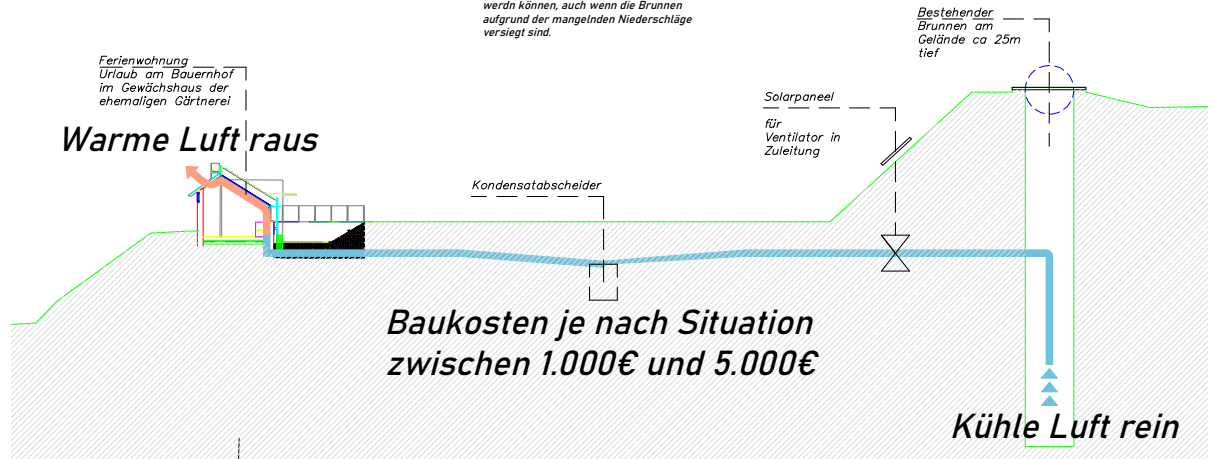 werdn können, auch wenn die Brunnen
aufgrund der mangelnden Niederschläge
versiegt sind.
Bestehender
Brunnen am
Gelände ca 25m
tief
Ferienwohnung
Urlaub am Bauernhof
im Gewächshaus der
ehemaligen Gärtnerei
Solarpaneel
für
Ventilator in
Zuleitung
Warme Luft raus
Kondensatabscheider
Baukosten je nach Situation
zwischen 1.000€ und 5.000€
Kühle Luft rein